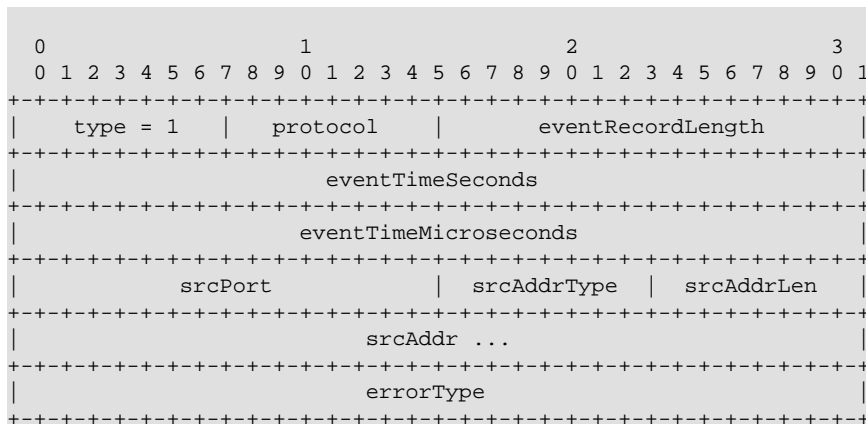 0 1 2 3
0 1 2 3 4 5 6 7 8 9 0 1 2 3 4 5 6 7 8 9 0 1 2 3 4 5 6 7 8 9 0 1
+-+-+-+-+-+-+-+-+-+-+-+-+-+-+-+-+-+-+-+-+-+-+-+-+-+-+-+-+-+-+-+-+
| type = 1 | protocol | eventRecordLength |
+-+-+-+-+-+-+-+-+-+-+-+-+-+-+-+-+-+-+-+-+-+-+-+-+-+-+-+-+-+-+-+-+
| eventTimeSeconds |
+-+-+-+-+-+-+-+-+-+-+-+-+-+-+-+-+-+-+-+-+-+-+-+-+-+-+-+-+-+-+-+-+
| eventTimeMicroseconds |
+-+-+-+-+-+-+-+-+-+-+-+-+-+-+-+-+-+-+-+-+-+-+-+-+-+-+-+-+-+-+-+-+
| srcPort | srcAddrType | srcAddrLen |
+-+-+-+-+-+-+-+-+-+-+-+-+-+-+-+-+-+-+-+-+-+-+-+-+-+-+-+-+-+-+-+-+
| srcAddr ... |
+-+-+-+-+-+-+-+-+-+-+-+-+-+-+-+-+-+-+-+-+-+-+-+-+-+-+-+-+-+-+-+-+
| errorType |
+-+-+-+-+-+-+-+-+-+-+-+-+-+-+-+-+-+-+-+-+-+-+-+-+-+-+-+-+-+-+-+-+